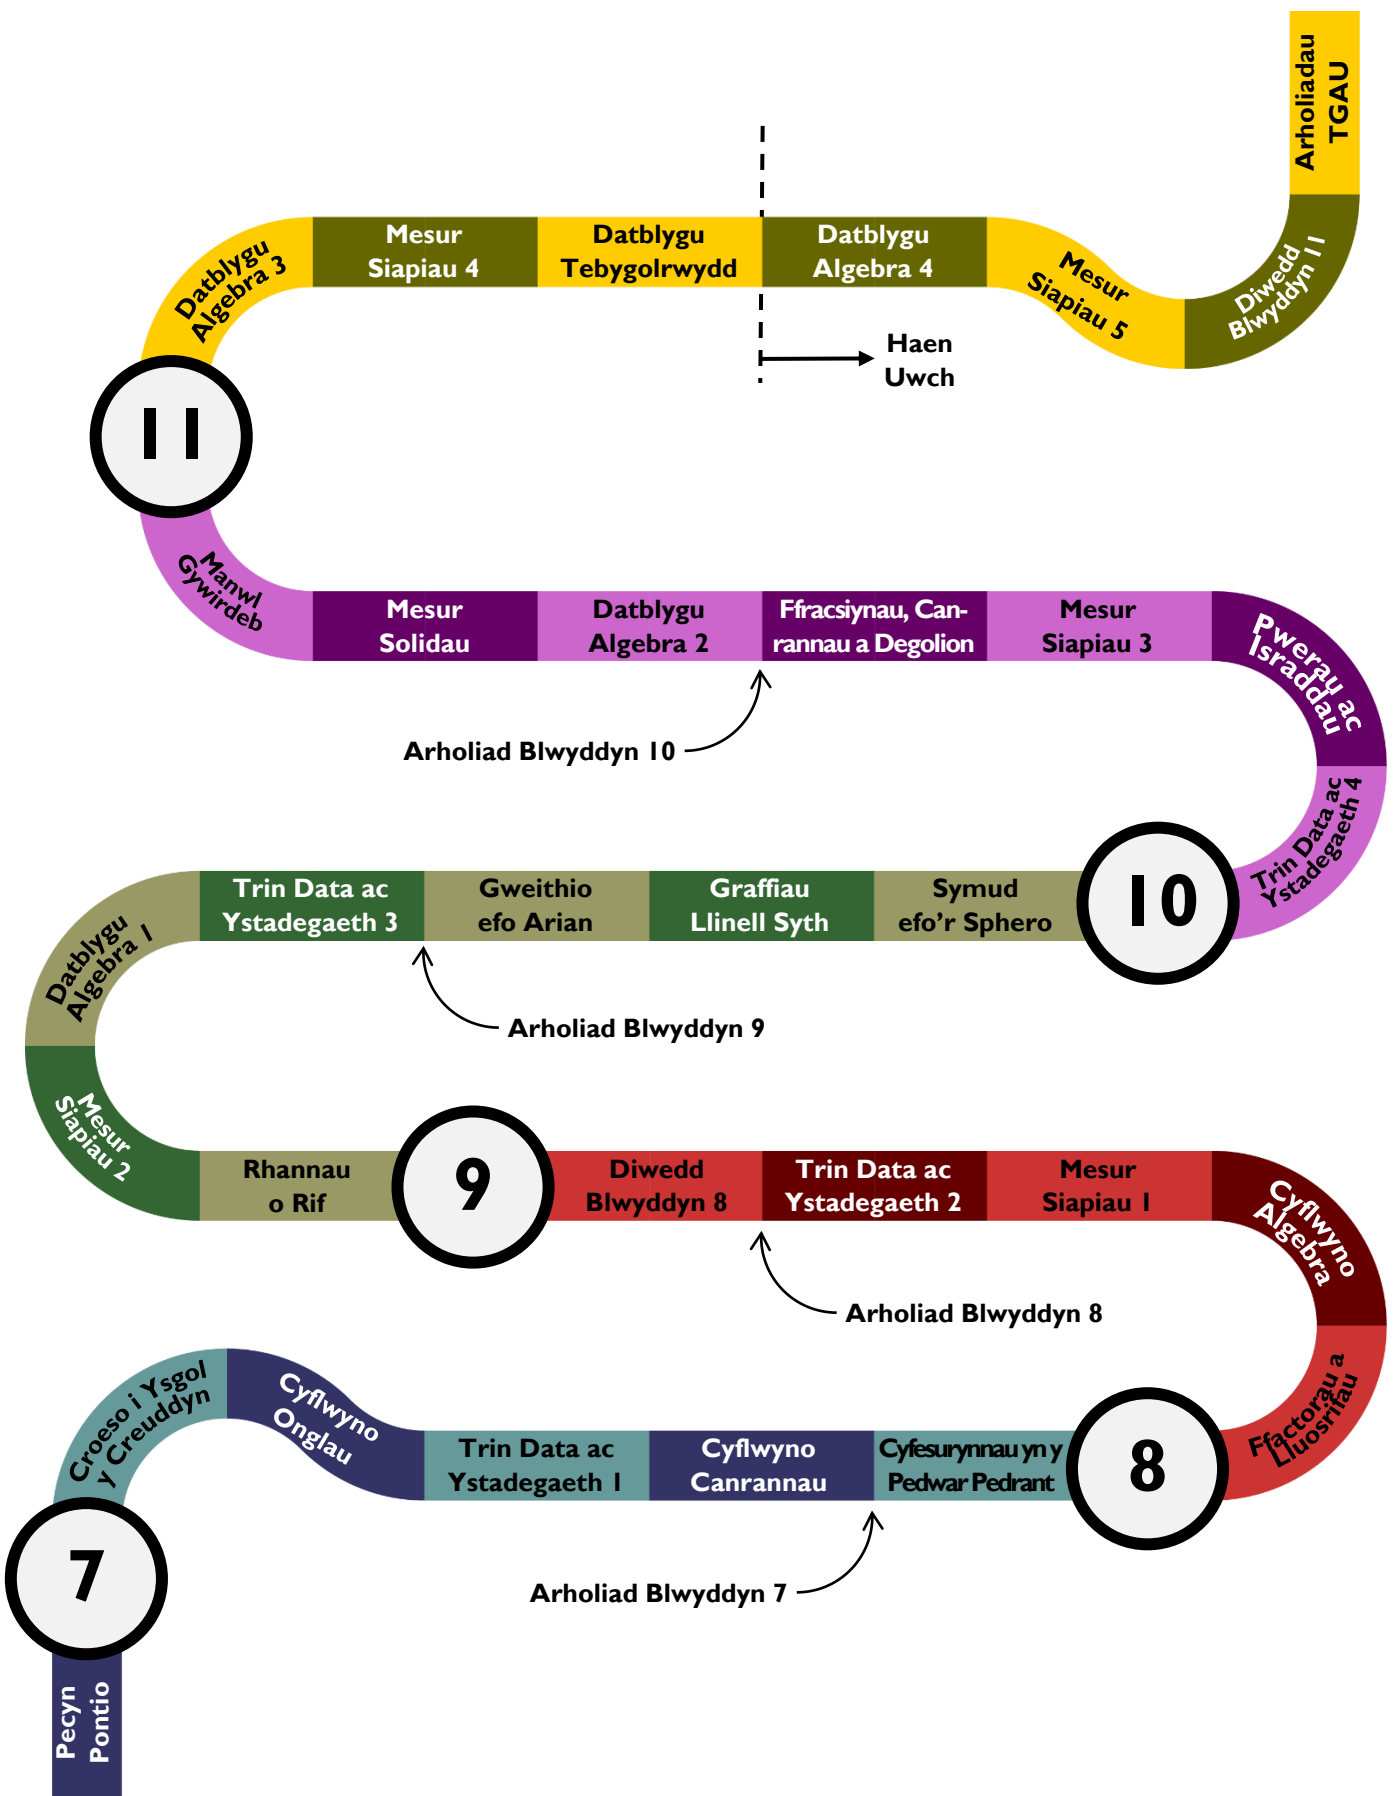 Arholiadau
TGAU
Datblygu
Algebra 3
Mesur
Siapiau 4
Datblygu
Tebygolrwydd
Datblygu
Algebra 4
Mesur
Siapiau 5
Diwedd
Blwyddyn 11
Haen
Uwch
11
Manwl
Gywirdeb
Mesur
Solidau
Datblygu
Algebra 2
Ffracsiynau, Can-
rannau a Degolion
Mesur
Siapiau 3
Pwerau ac
Israddau
Arholiad Blwyddyn 10
Trin Data ac
Ystadegaeth 4
10
Datblygu
Algebra 1
Trin Data ac
Ystadegaeth 3
Gweithio
efo Arian
Graffiau
Llinell Syth
Symud
efo'r Sphero
Arholiad Blwyddyn 9
Mesur
Siapiau 2
Rhannau
o Rif
9
Diwedd
Blwyddyn 8
Trin Data ac
Ystadegaeth 2
Mesur
Siapiau 1
Cyflwyno
Algebra
Arholiad Blwyddyn 8
Ffactorau a
Lluosrifau
Croeso i Ysgol
y Creuddyn
Cyflwyno
Onglau
Trin Data ac
Ystadegaeth 1
Cyflwyno
Canrannau
Cyfesurynnau yn y
Pedwar Pedrant
8
Arholiad Blwyddyn 7
7
Pecyn
Pontio